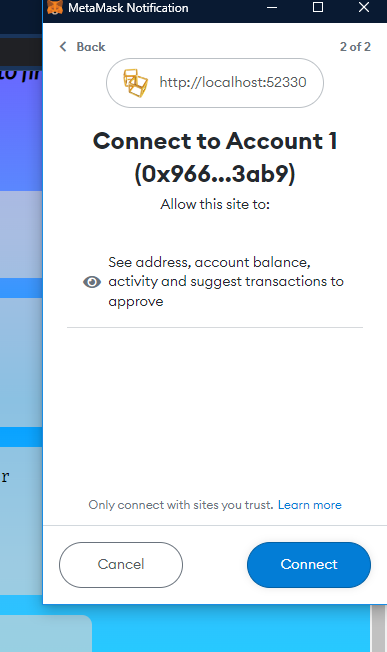 MetaMask Notification
Back
2 of 2
http://localhost:52330
Connect to Account 1
(0x966...3ab9)
Allow this site to:
See address, account balance,
activity and suggest transactions to
approve
Only connect with sites you trust. Learn more
Cancel
Connect
r